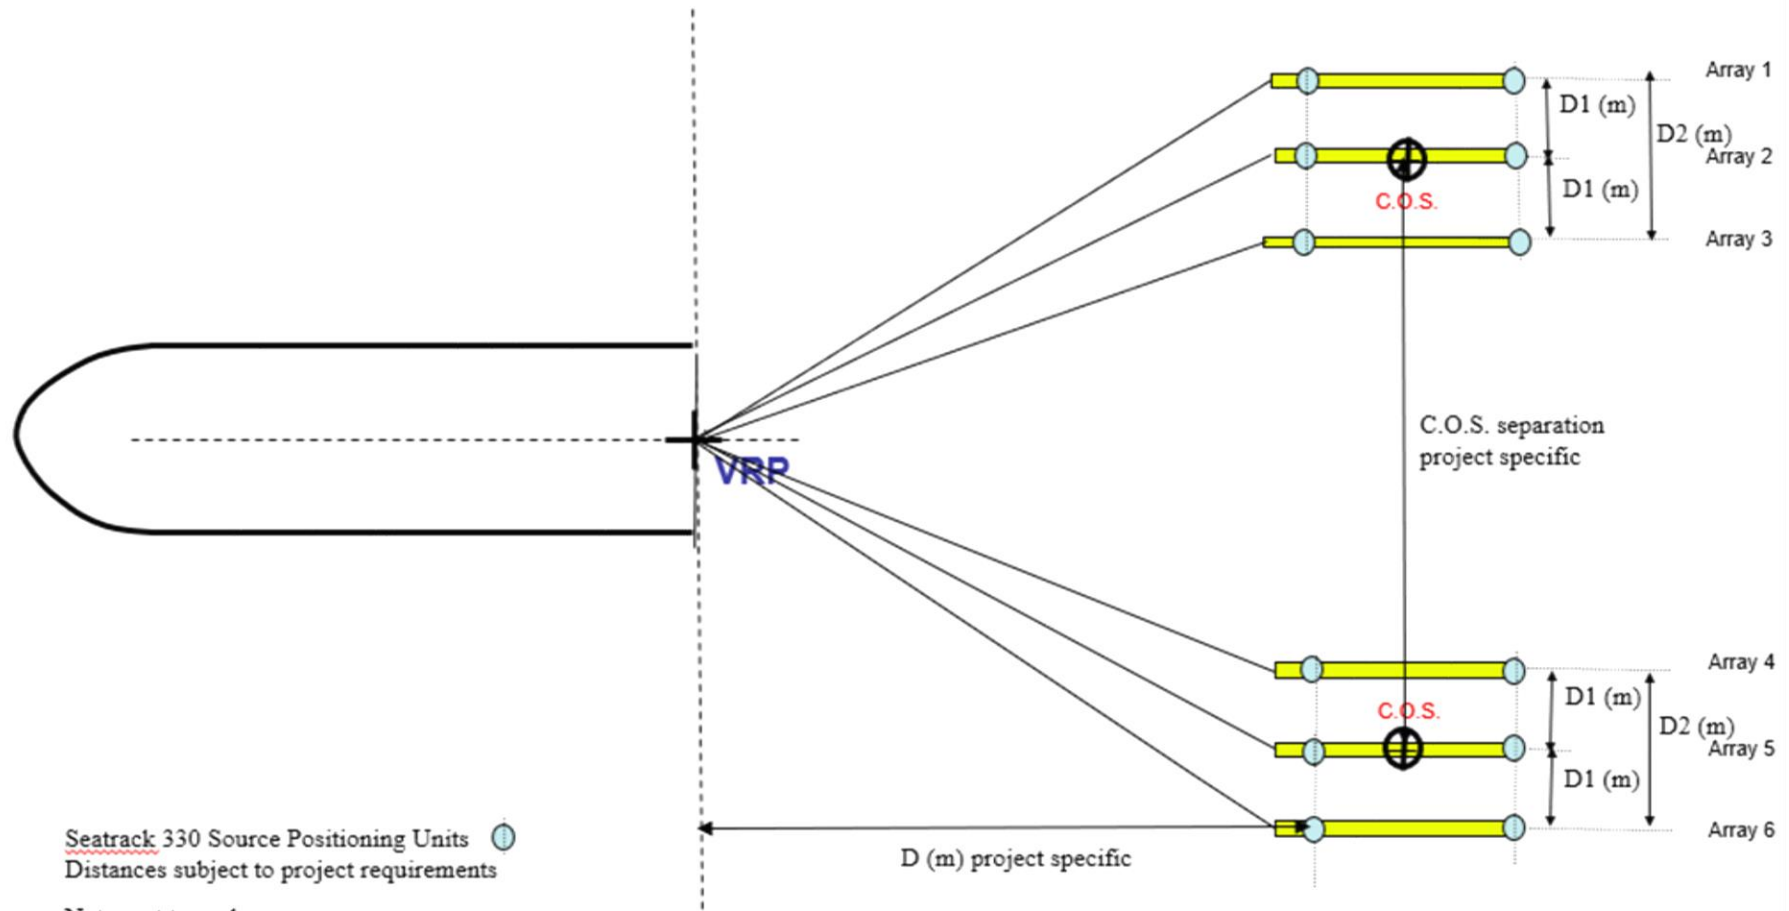 Array 1
D1 (m)
D2 (m)
Array 2
D1 (m)
C.O.S.
Array 3
C.O.S. separation
project specific
VRP
Array 4
D1 (m)
C.O.S.
D2 (m)
Array 5
D1 (m)
Array 6
D (m) project specific
Seatrack 330 Source Positioning Units
Distances subject to project requirements